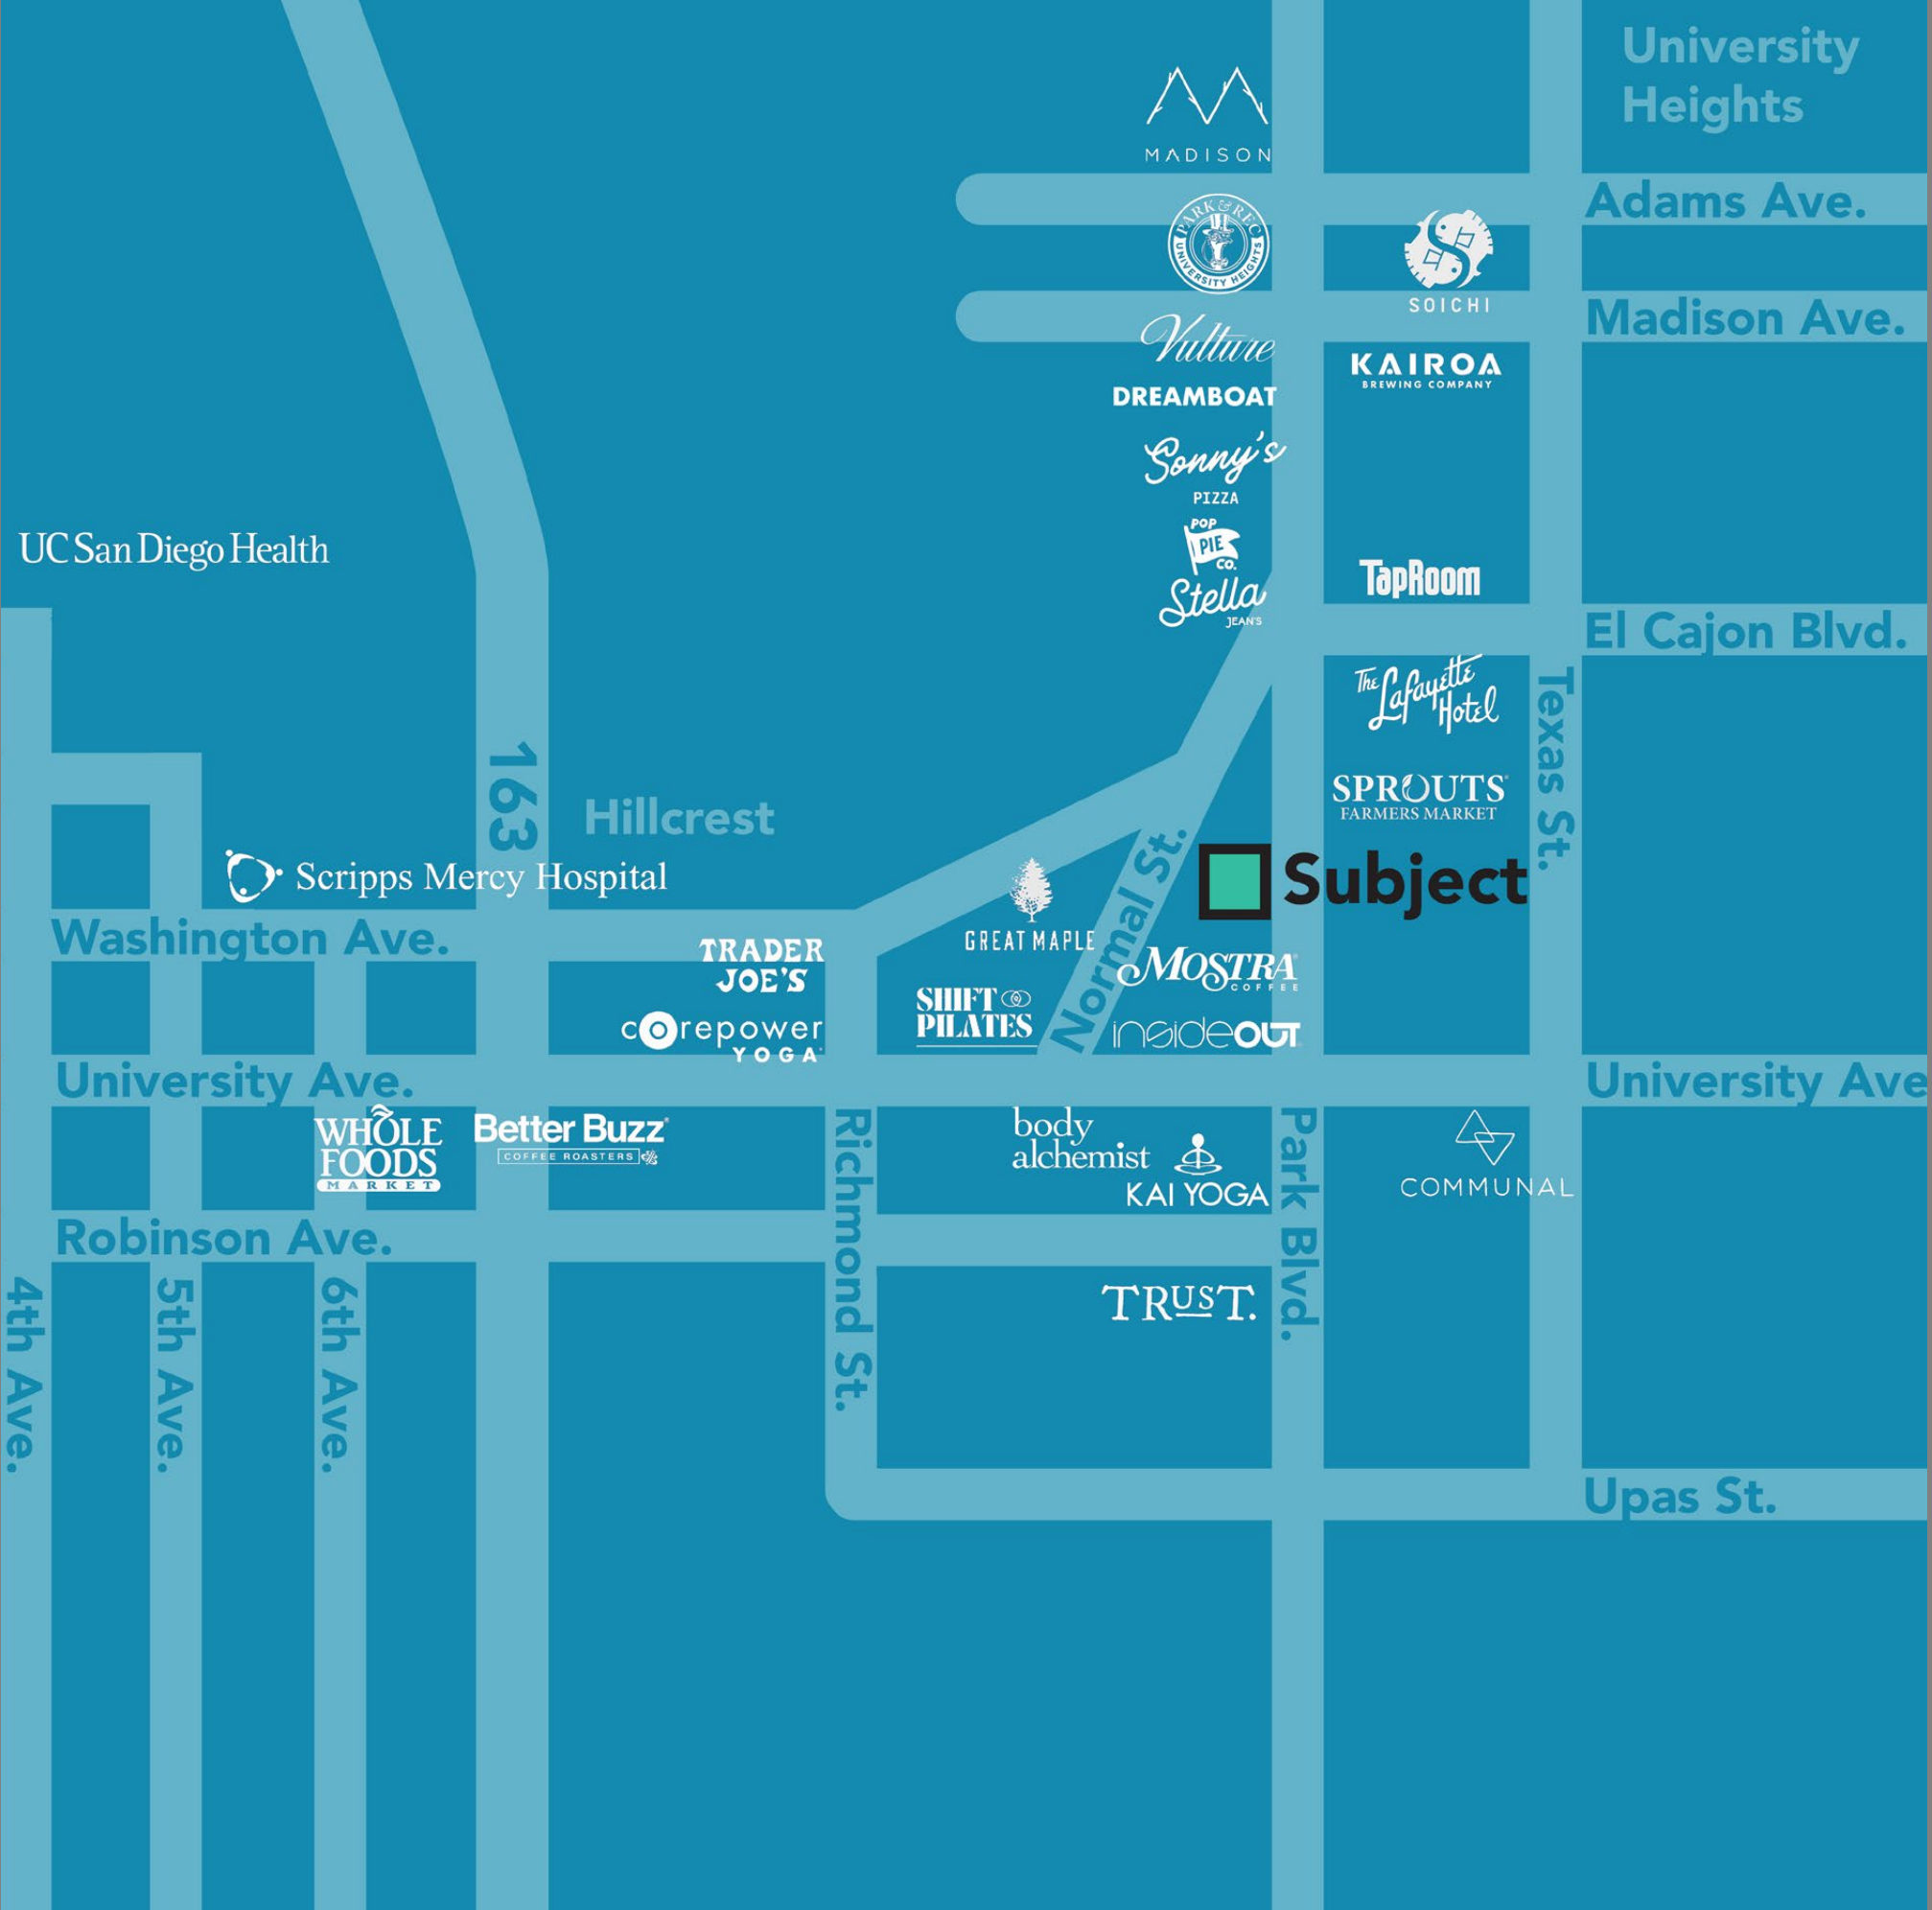 University
Heights
MADISON
Adams Ave.
PARK & REC
UNIVERSITY HEIGHTS
SOICHI
Madison Ave.
Vulture
KAIROA
BREWING COMPANY
DREAMBOAT
Sonny's
PIZZA
POP
PIE
CO.
UC San Diego Health
TapRoom
Stella
JEAN'S
El Cajon Blvd.
The Lafayette
Hotel
Texas St.
163
Hillcrest
SPROUTS
FARMERS MARKET
Scripps Mercy Hospital
Normal St.
Subject
Washington Ave.
TRADER
JOE'S
GREAT MAPLE
MOSTRA
COFFEE
SHIFT
PILATES
corepower
YOGA
insideOUT
University Ave.
University Ave
WHOLE
FOODS
MARKET
Better Buzz
COFFEE ROASTERS
Richmond St.
body
alchemist
KAI YOGA
Park Blvd.
COMMUNAL
Robinson Ave.
TRUST.
4th Ave.
5th Ave.
6th Ave.
Upas St.